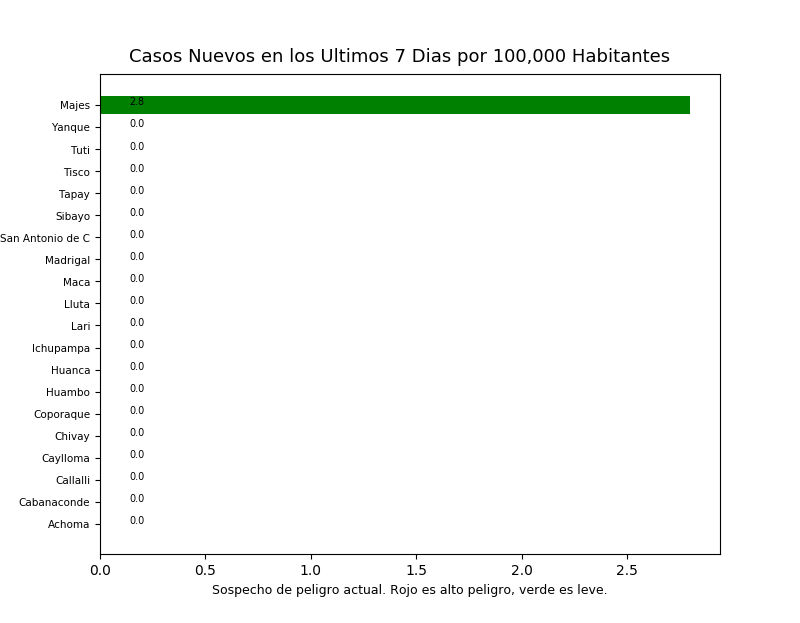 Casos Nuevos en los Ultimos 7 Dias por 100,000 Habitantes
Majes 2.8
Yanque 0.0
Tuti 0.0
Tisco 0.0
Tapay 0.0
Sibayo 0.0
San Antonio de C 0.0
Madrigal 0.0
Maca 0.0
Lluta 0.0
Lari 0.0
Ichupampa 0.0
Huanca 0.0
Huambo 0.0
Coporaque 0.0
Chivay 0.0
Caylloma 0.0
Callalli 0.0
Cabanaconde 0.0
Achoma 0.0
0.0 0.5 1.0 1.5 2.0 2.5
Sospecho de peligro actual. Rojo es alto peligro, verde es leve.